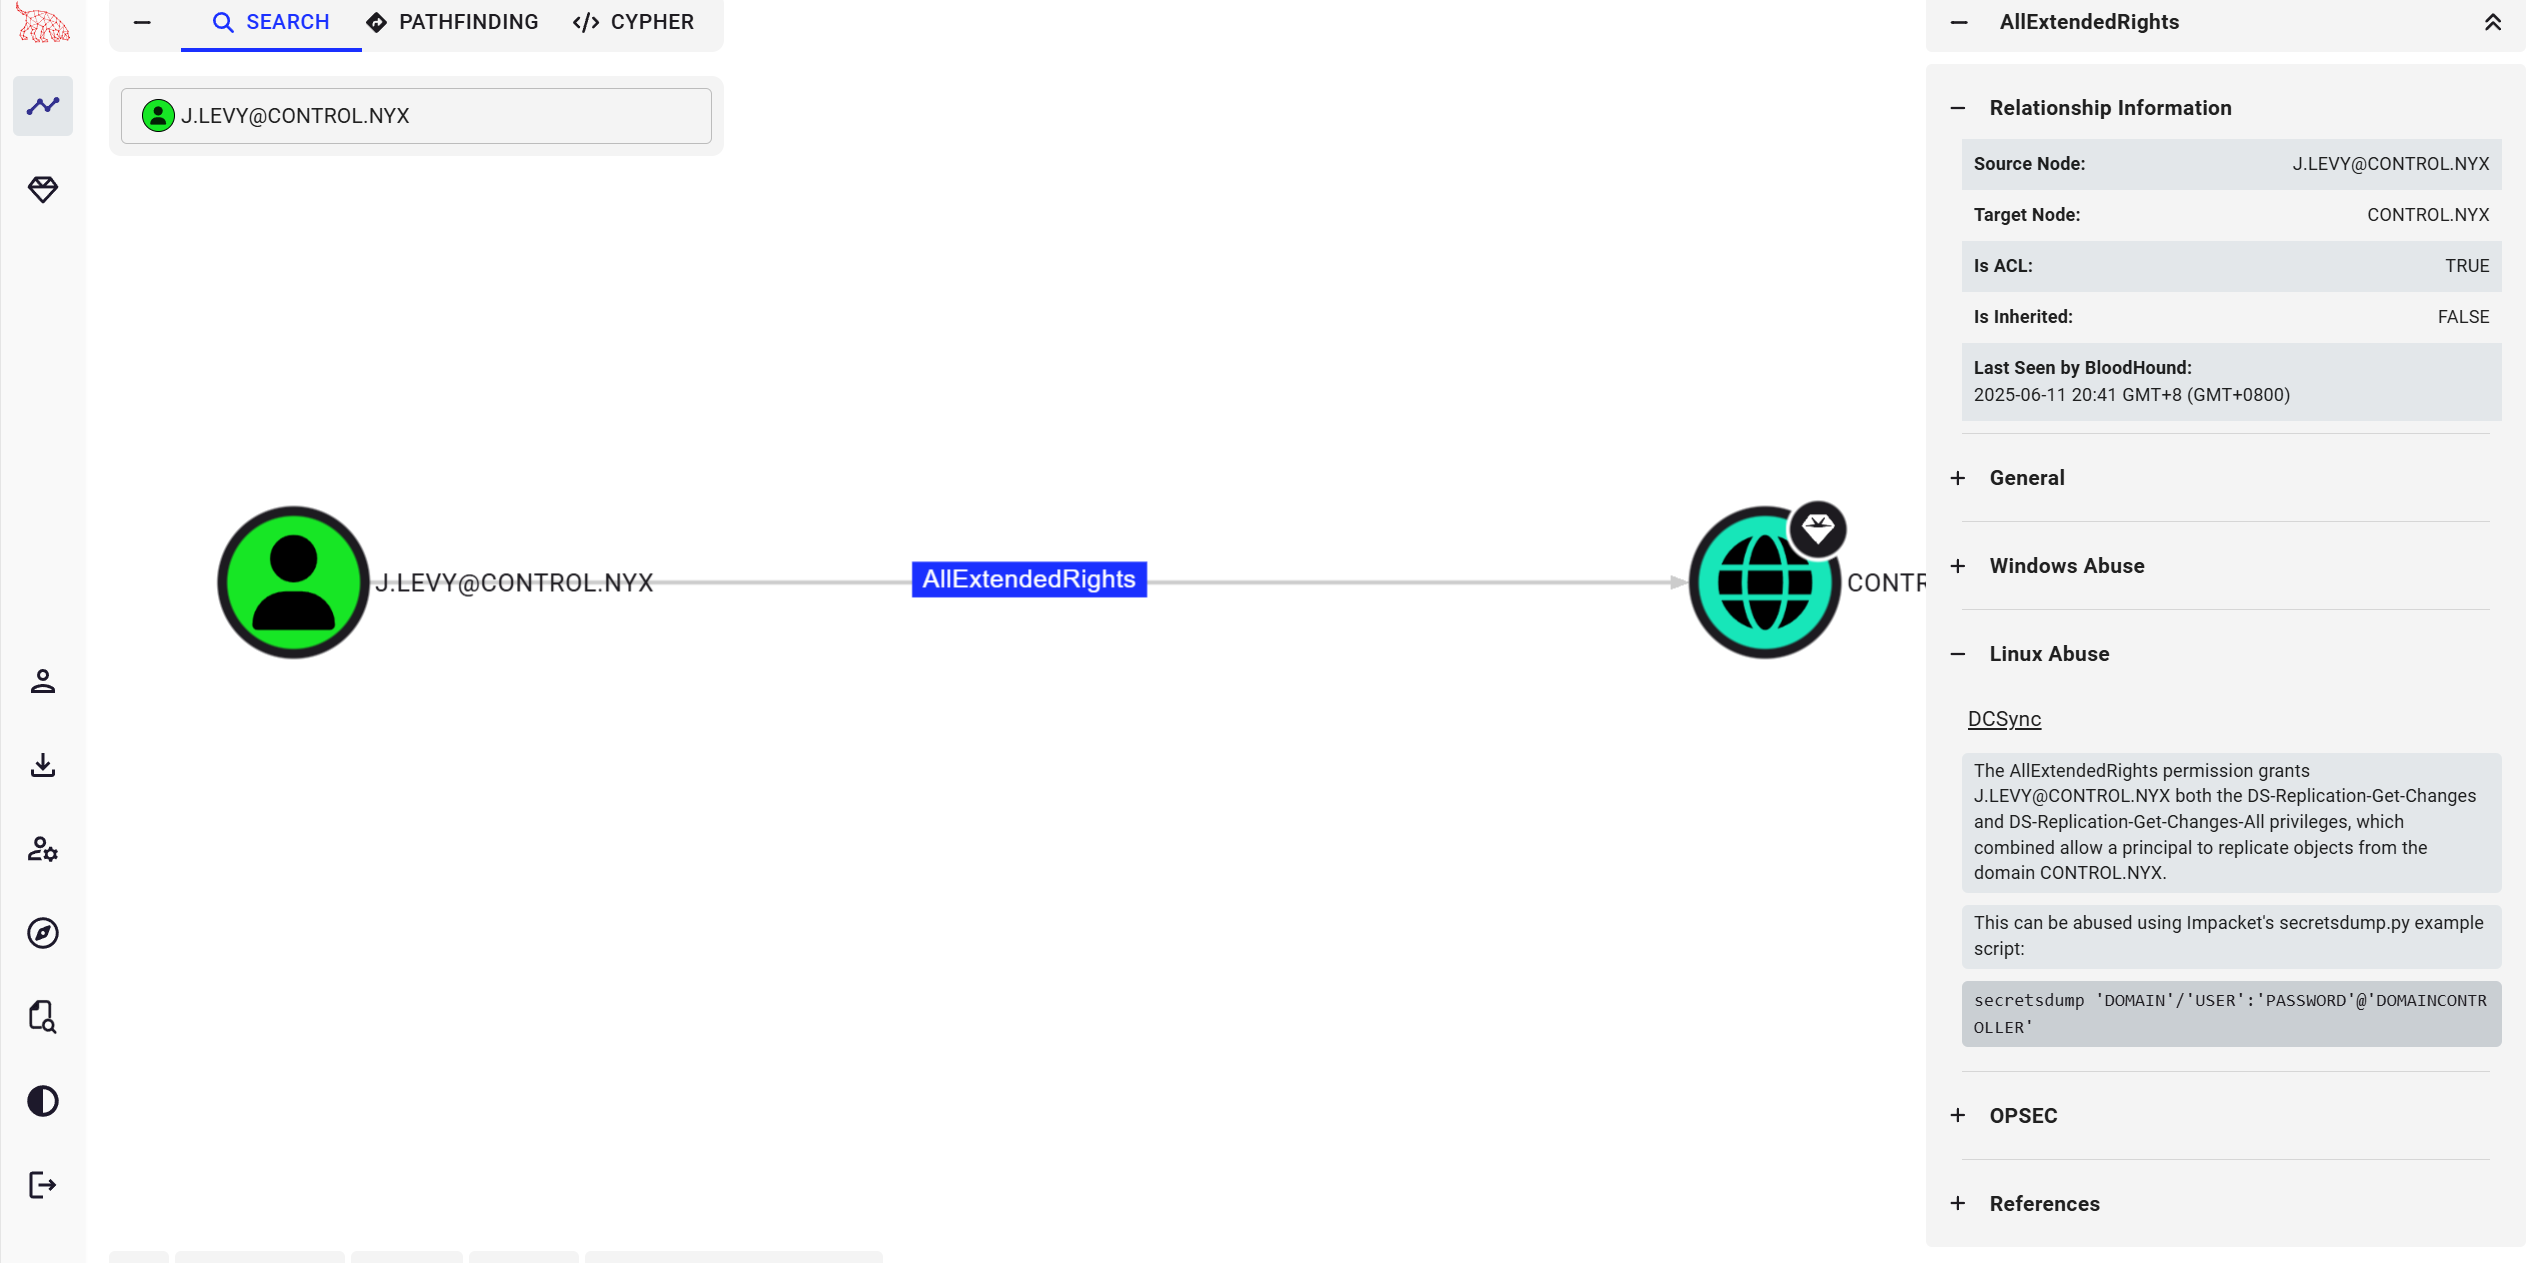 SEARCH
PATHFINDING
CYPHER
J.LEVY@CONTROL.NYX
J.LEVY@CONTROL.NYX
AllExtendedRights
CONTR
AllExtendedRights
Relationship Information
Source Node: J.LEVY@CONTROL.NYX
Target Node: CONTROL.NYX
Is ACL: TRUE
Is Inherited: FALSE
Last Seen by BloodHound:
2025-06-11 20:41 GMT+8 (GMT+0800)
General
Windows Abuse
Linux Abuse
DCSync
The AllExtendedRights permission grants
J.LEVY@CONTROL.NYX both the DS-Replication-Get-Changes
and DS-Replication-Get-Changes-All privileges, which
combined allow a principal to replicate objects from the
domain CONTROL.NYX.
This can be abused using Impacket's secretsdump.py example
script:
secretsdump 'DOMAIN'/'USER':'PASSWORD'@'DOMAINCONTR
OLLER'
OPSEC
References